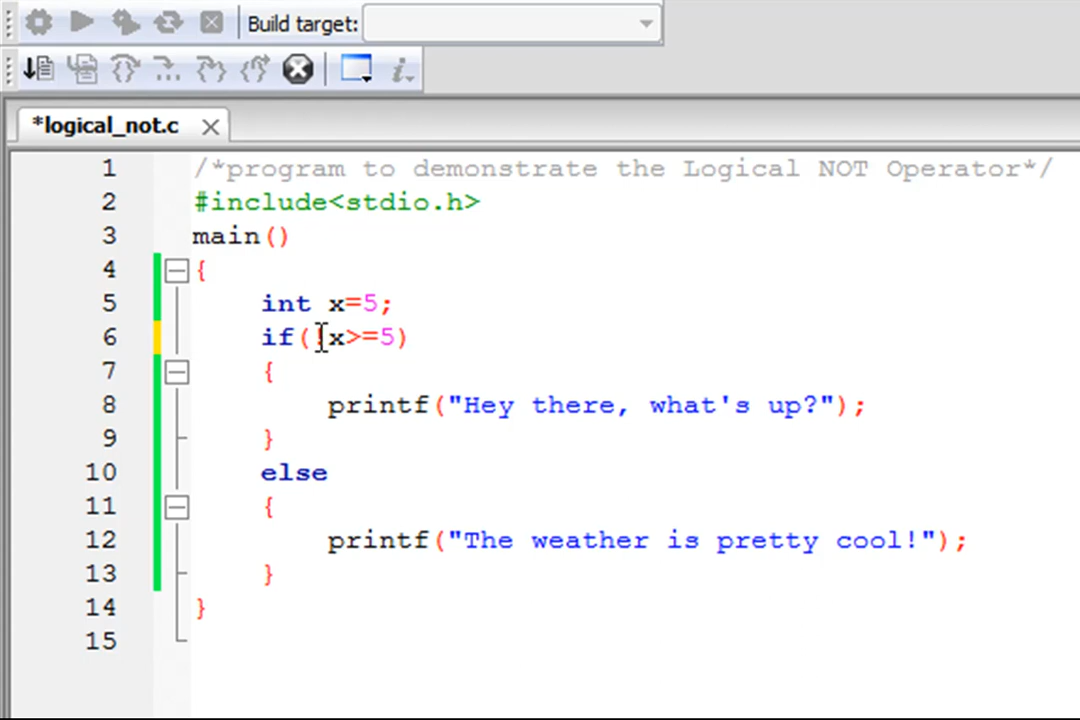 Build target:
*logical_not.c
1 /*program to demonstrate the Logical NOT Operator*/
2 #include<stdio.h>
3 main()
4 {
5 int x=5;
6 if(!x>=5)
7 {
8 printf("Hey there, what's up?");
9 }
10 else
11 {
12 printf("The weather is pretty cool!");
13 }
14 }
15